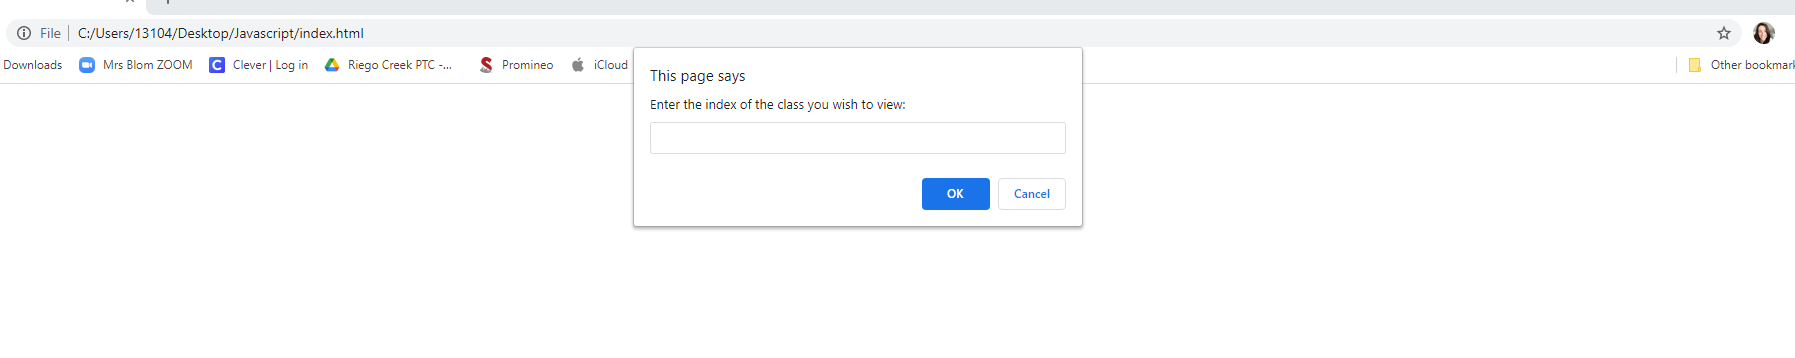 File | C:/Users/13104/Desktop/Javascript/index.html
Downloads Mrs Blom ZOOM Clever | Log in Riego Creek PTC -... Promineo iCloud Other bookmark
This page says
Enter the index of the class you wish to view:
OK Cancel